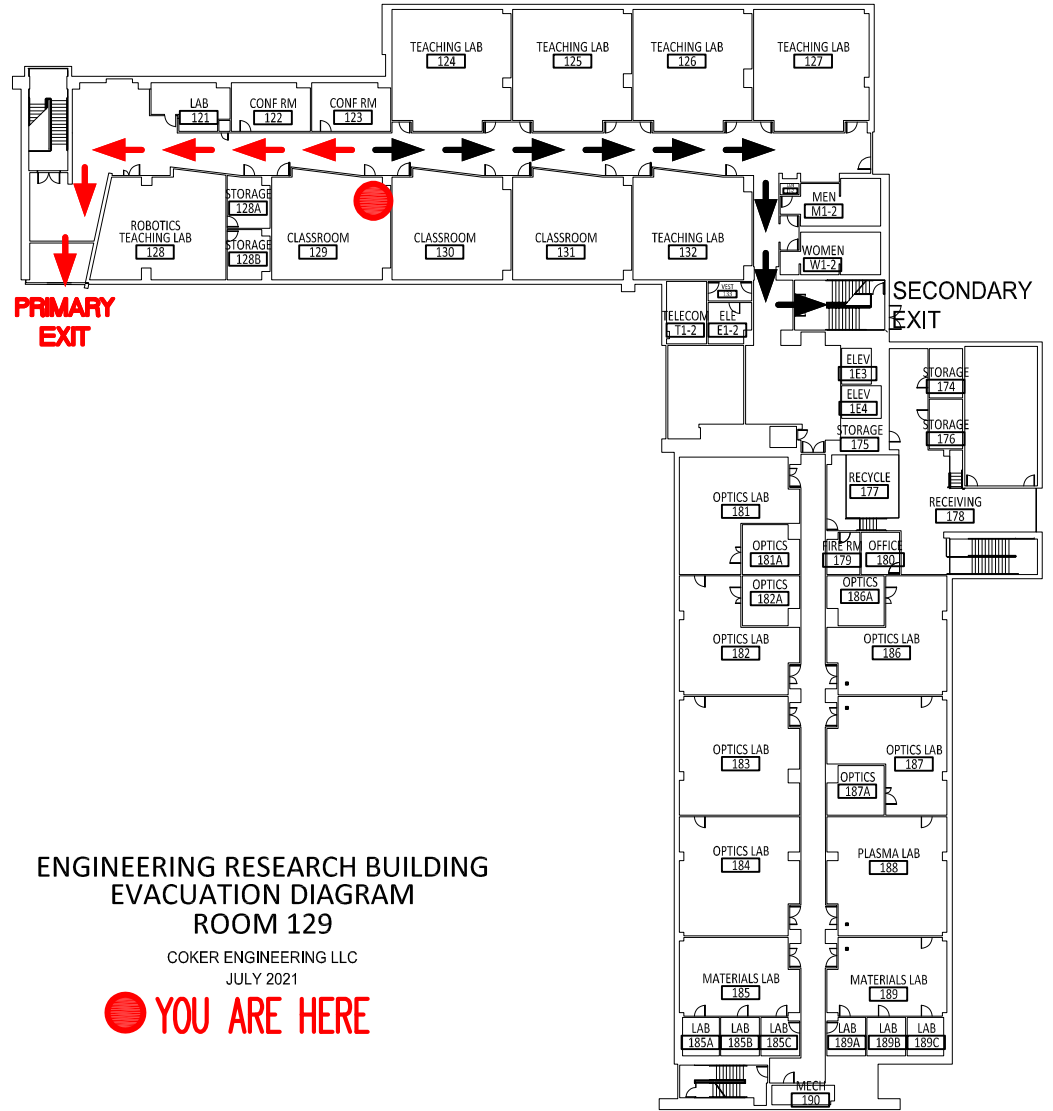 TEACHING LAB
124
TEACHING LAB
125
TEACHING LAB
126
TEACHING LAB
127
LAB
121
CONF RM
122
CONF RM
123
STORAGE
128A
STORAGE
128B
ROBOTICS
TEACHING LAB
128
CLASSROOM
129
CLASSROOM
130
CLASSROOM
131
TEACHING LAB
132
MEN
M1-2
WOMEN
W1-2
PRIMARY
EXIT
SECONDARY
EXIT
VEST
TELECOM
T1-2
ELE
E1-2
ELEV
1E3
ELEV
1E4
STORAGE
175
STORAGE
174
STORAGE
176
RECYCLE
177
RECEIVING
178
FIRE RM
179
OFFICE
180
OPTICS LAB
181
OPTICS
181A
OPTICS
182A
OPTICS LAB
182
OPTICS
186A
OPTICS LAB
186
OPTICS LAB
183
OPTICS LAB
187
OPTICS
187A
OPTICS LAB
184
PLASMA LAB
188
MATERIALS LAB
185
MATERIALS LAB
189
LAB
185A
LAB
185B
LAB
185C
LAB
189A
LAB
189B
LAB
189C
MECH
190
ENGINEERING RESEARCH BUILDING
EVACUATION DIAGRAM
ROOM 129
COKER ENGINEERING LLC
JULY 2021
YOU ARE HERE